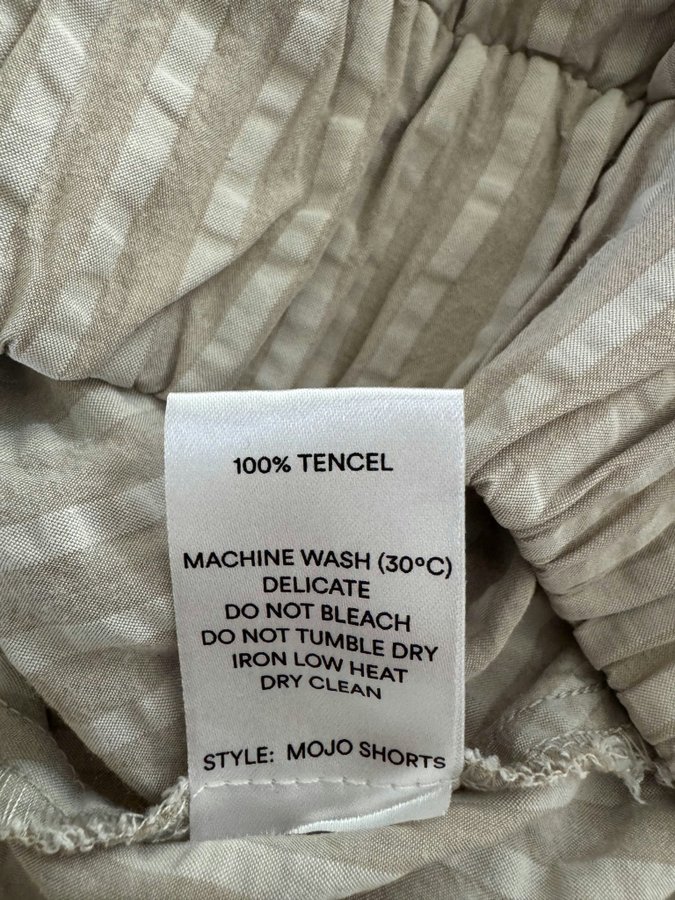 100% TENCEL
MACHINE WASH (30°C)
DELICATE
DO NOT BLEACH
DO NOT TUMBLE DRY
IRON LOW HEAT
DRY CLEAN
STYLE: MOJO SHORTS